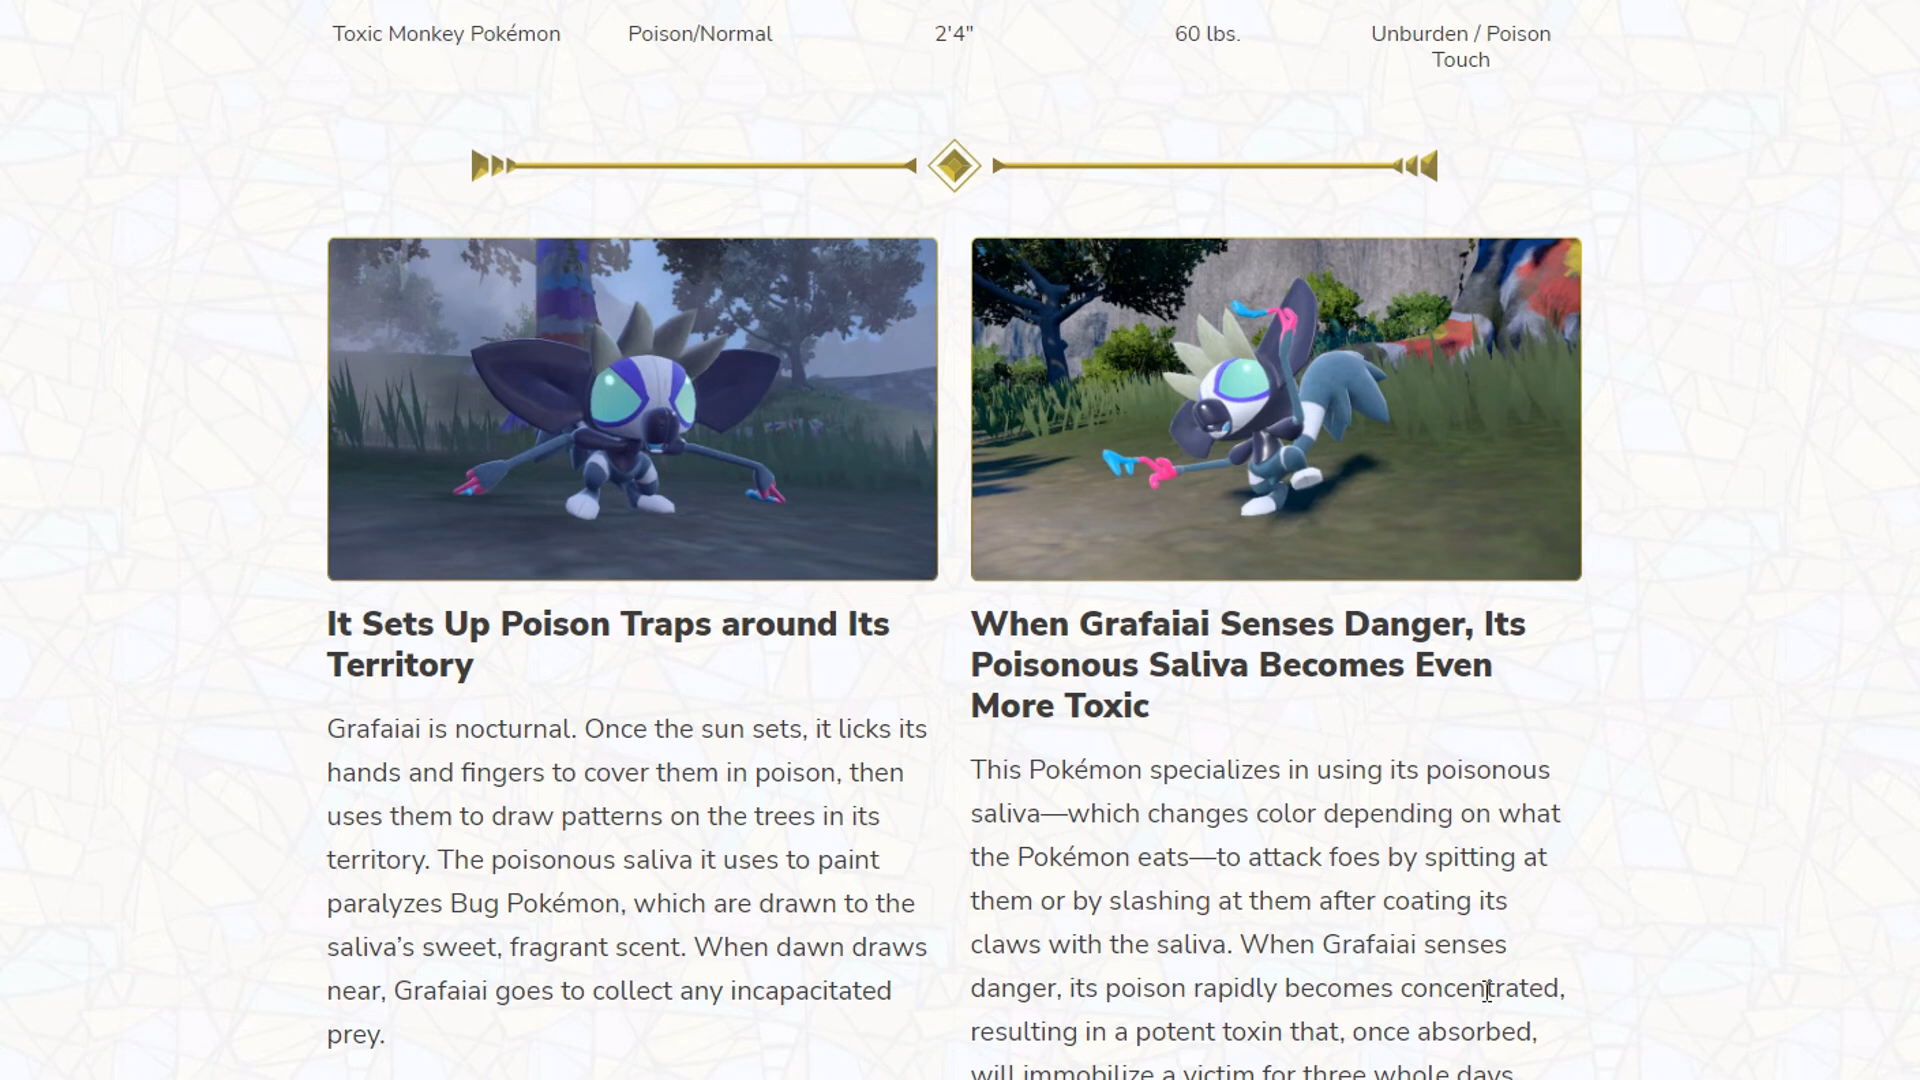 Toxic Monkey Pokémon
Poison/Normal
2'4"
60 lbs.
Unburden / Poison
Touch
It Sets Up Poison Traps around Its
Territory
Grafaiai is nocturnal. Once the sun sets, it licks its
hands and fingers to cover them in poison, then
uses them to draw patterns on the trees in its
territory. The poisonous saliva it uses to paint
paralyzes Bug Pokémon, which are drawn to the
saliva’s sweet, fragrant scent. When dawn draws
near, Grafaiai goes to collect any incapacitated
prey.
When Grafaiai Senses Danger, Its
Poisonous Saliva Becomes Even
More Toxic
This Pokémon specializes in using its poisonous
saliva—which changes color depending on what
the Pokémon eats—to attack foes by spitting at
them or by slashing at them after coating its
claws with the saliva. When Grafaiai senses
danger, its poison rapidly becomes concentrated,
resulting in a potent toxin that, once absorbed,
will immobilize a victim for three whole days.